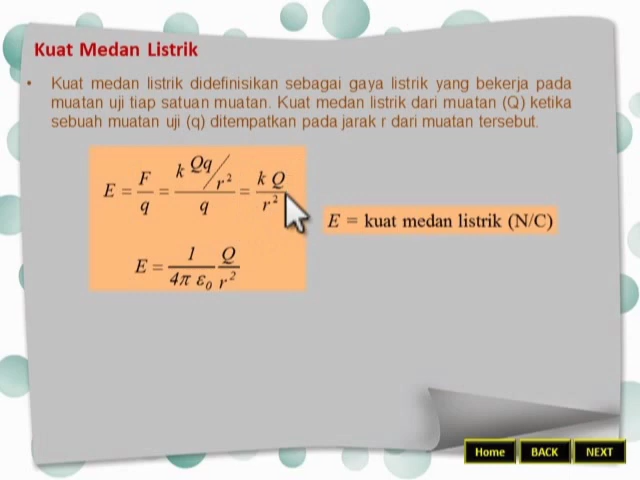 Kuat Medan Listrik
• Kuat medan listrik didefinisikan sebagai gaya listrik yang bekerja pada
muatan uji tiap satuan muatan. Kuat medan listrik dari muatan (Q) ketika
sebuah muatan uji (q) ditempatkan pada jarak r dari muatan tersebut.
E = F/q = (k Qq/r²)/q = k Q/r²
E = kuat medan listrik (N/C)
E = 1/(4π ε₀) Q/r²
Home BACK NEXT